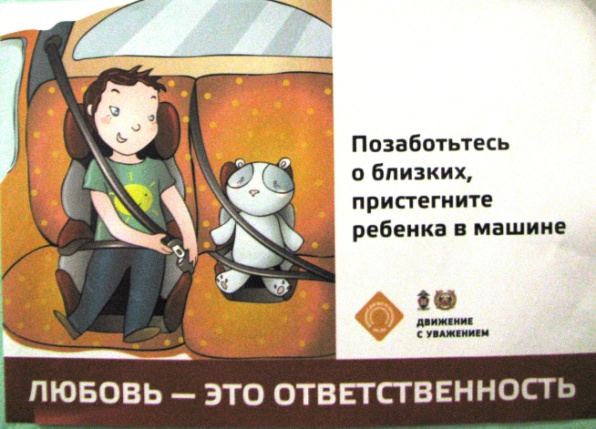 Позаботьтесь
о близких,
пристегните
ребенка в машине
ДВИЖЕНИЕ
С УВАЖЕНИЕМ
ЛЮБОВЬ — ЭТО ОТВЕТСТВЕННОСТЬ